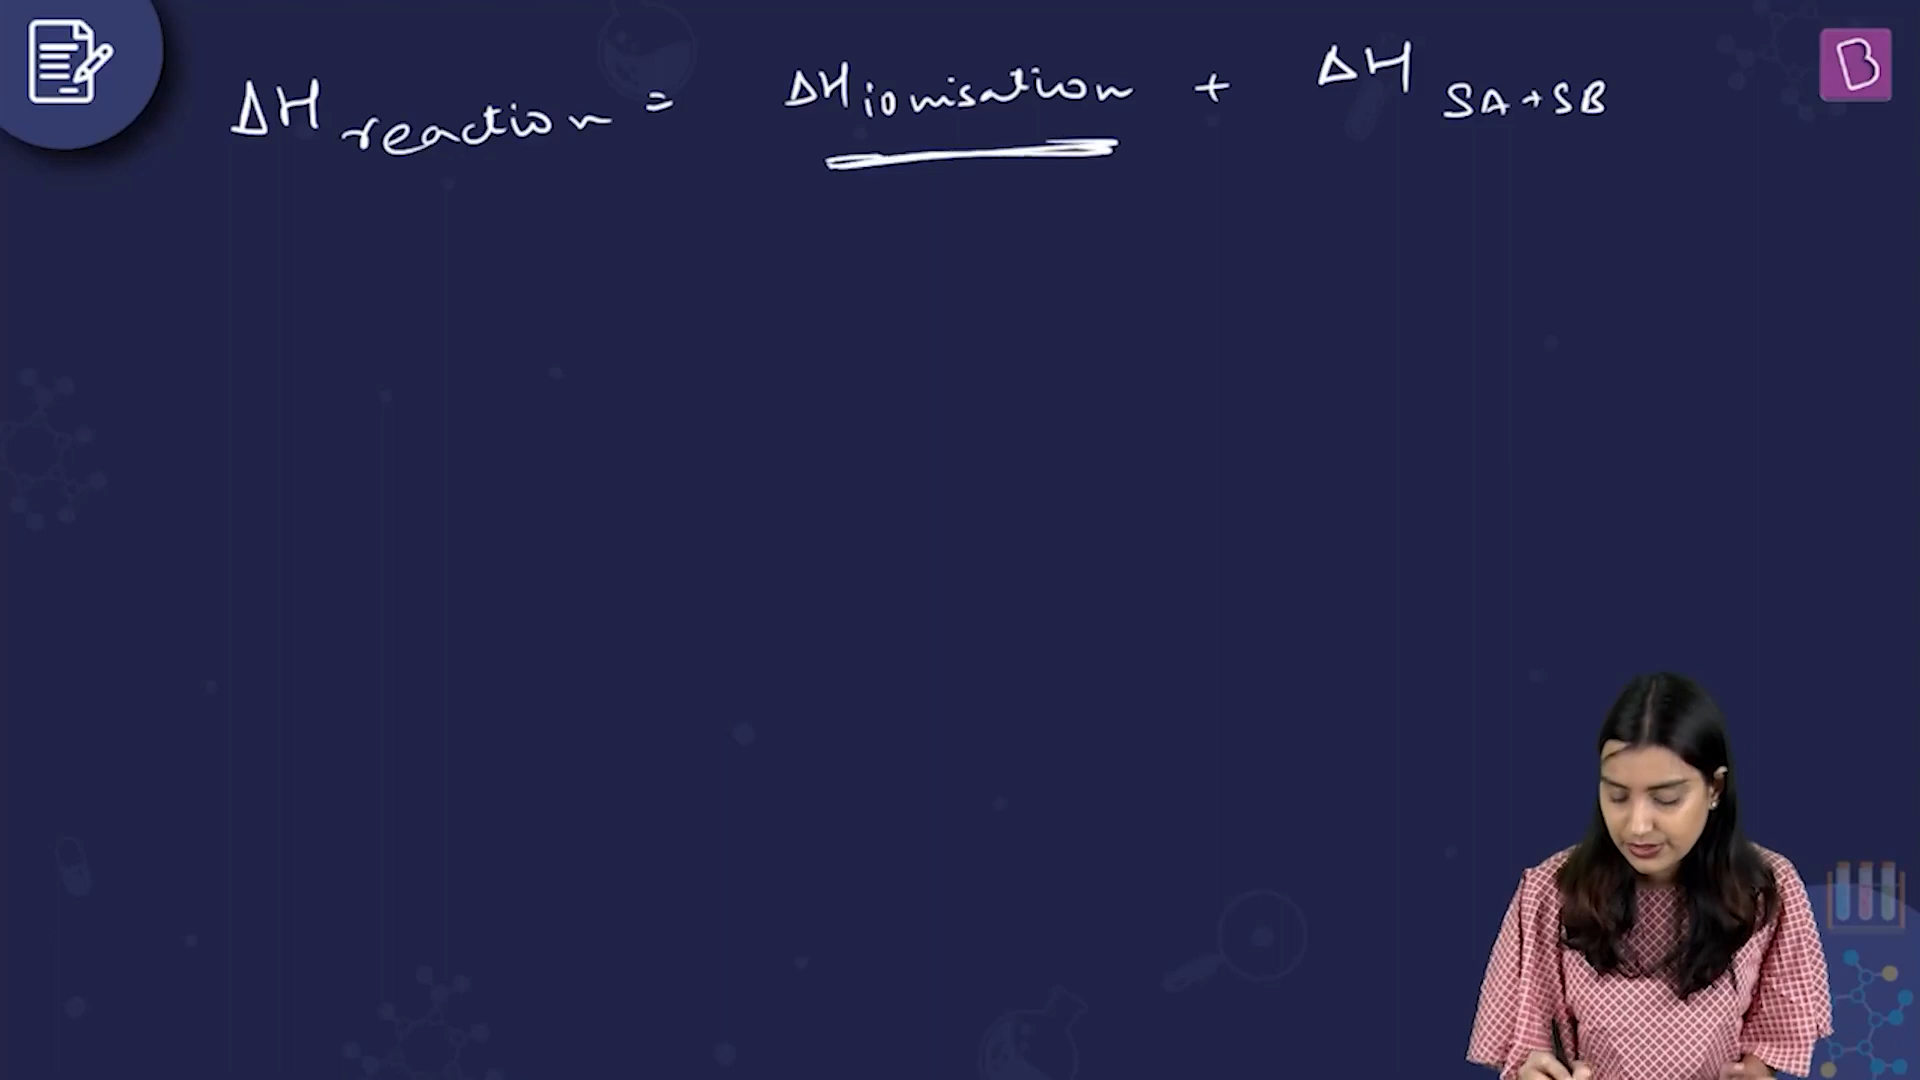 ΔH reaction = ΔH ionisation + ΔH SA+SB
B